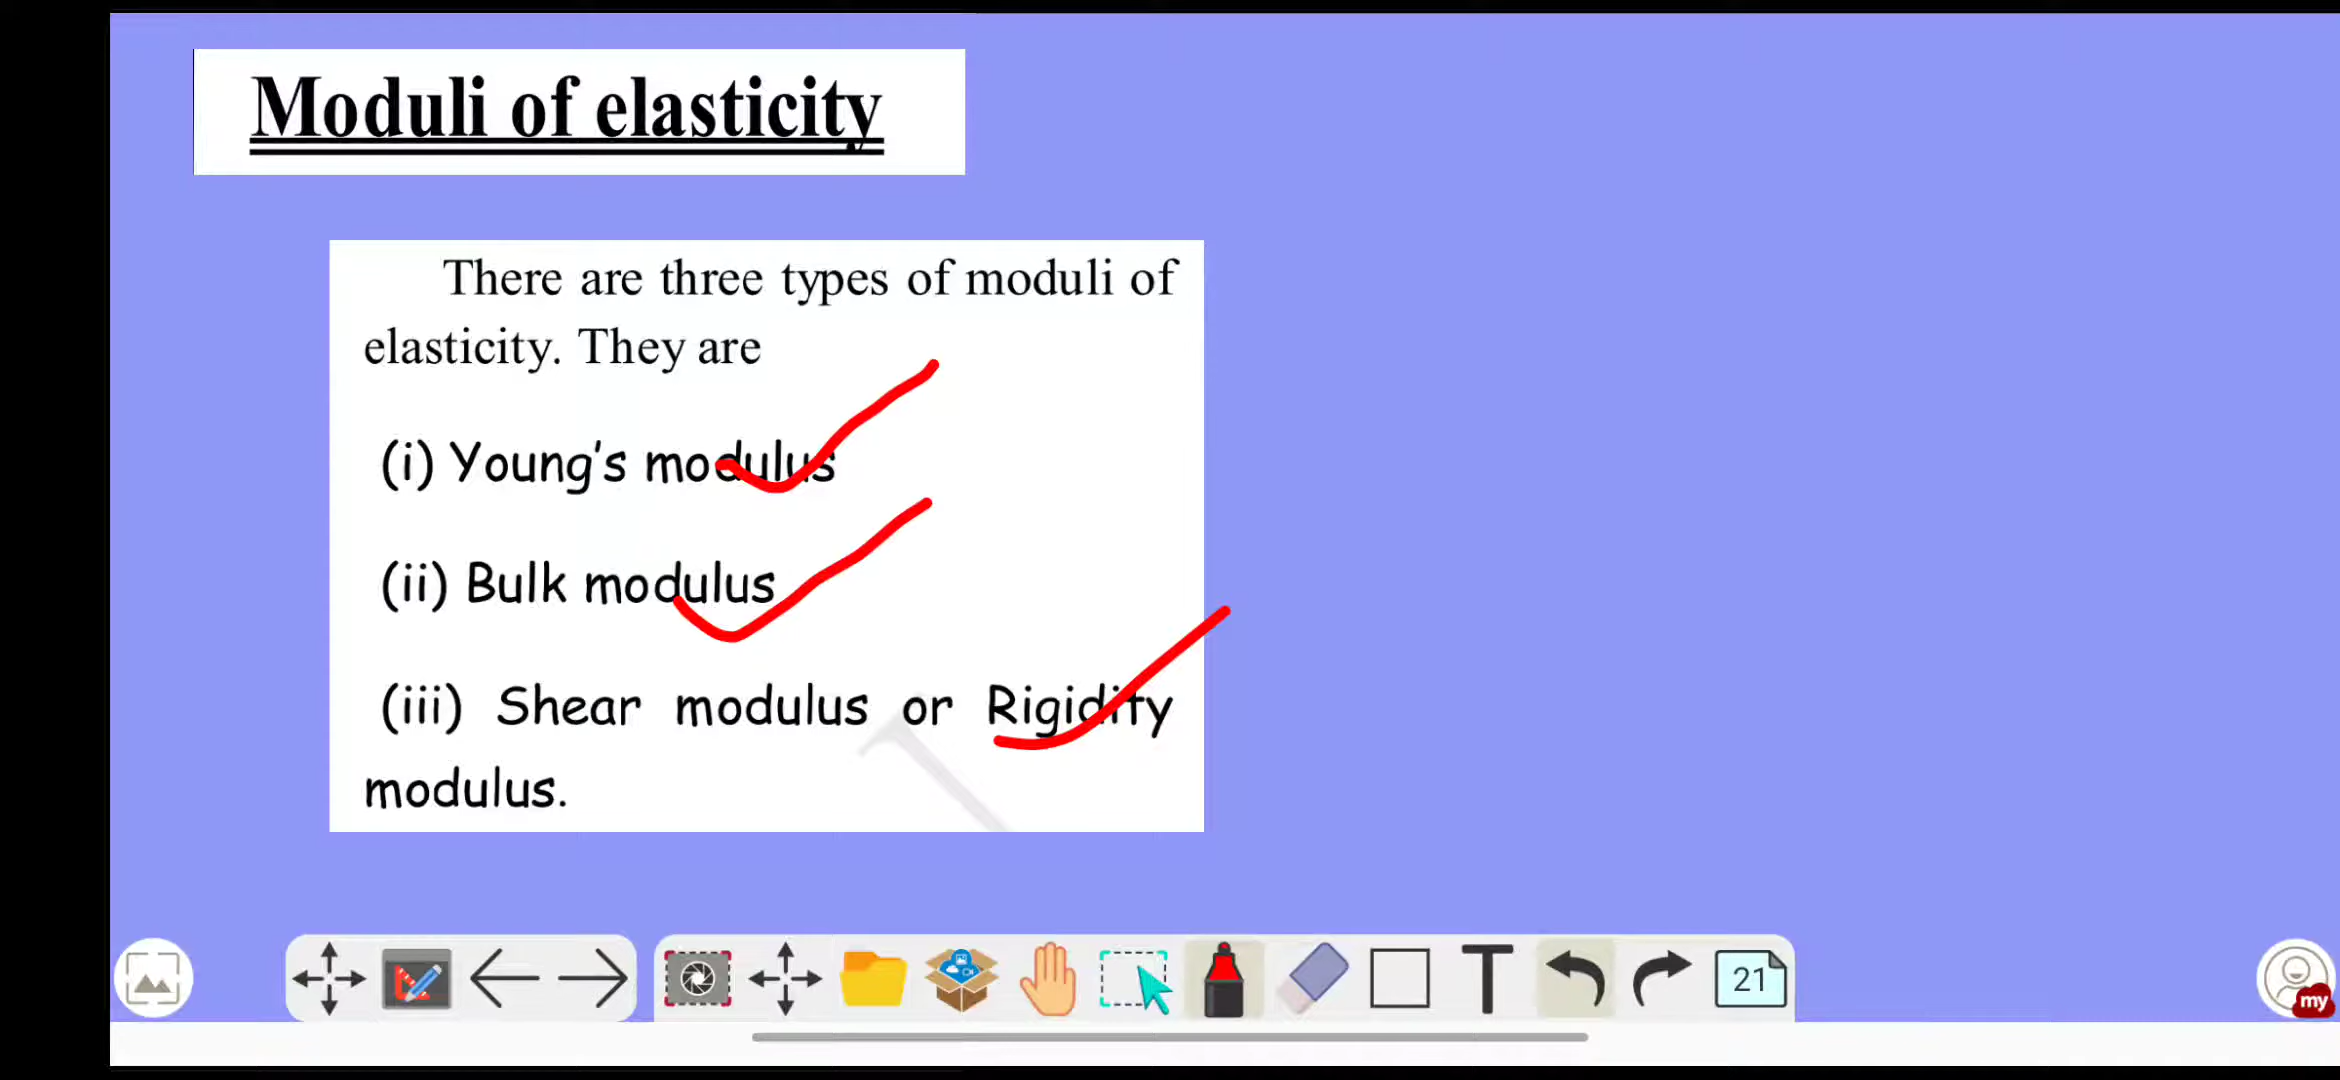 Moduli of elasticity
There are three types of moduli of
elasticity. They are
(i) Young's modulus
(ii) Bulk modulus
(iii) Shear modulus or Rigidity
modulus.
T
21
my